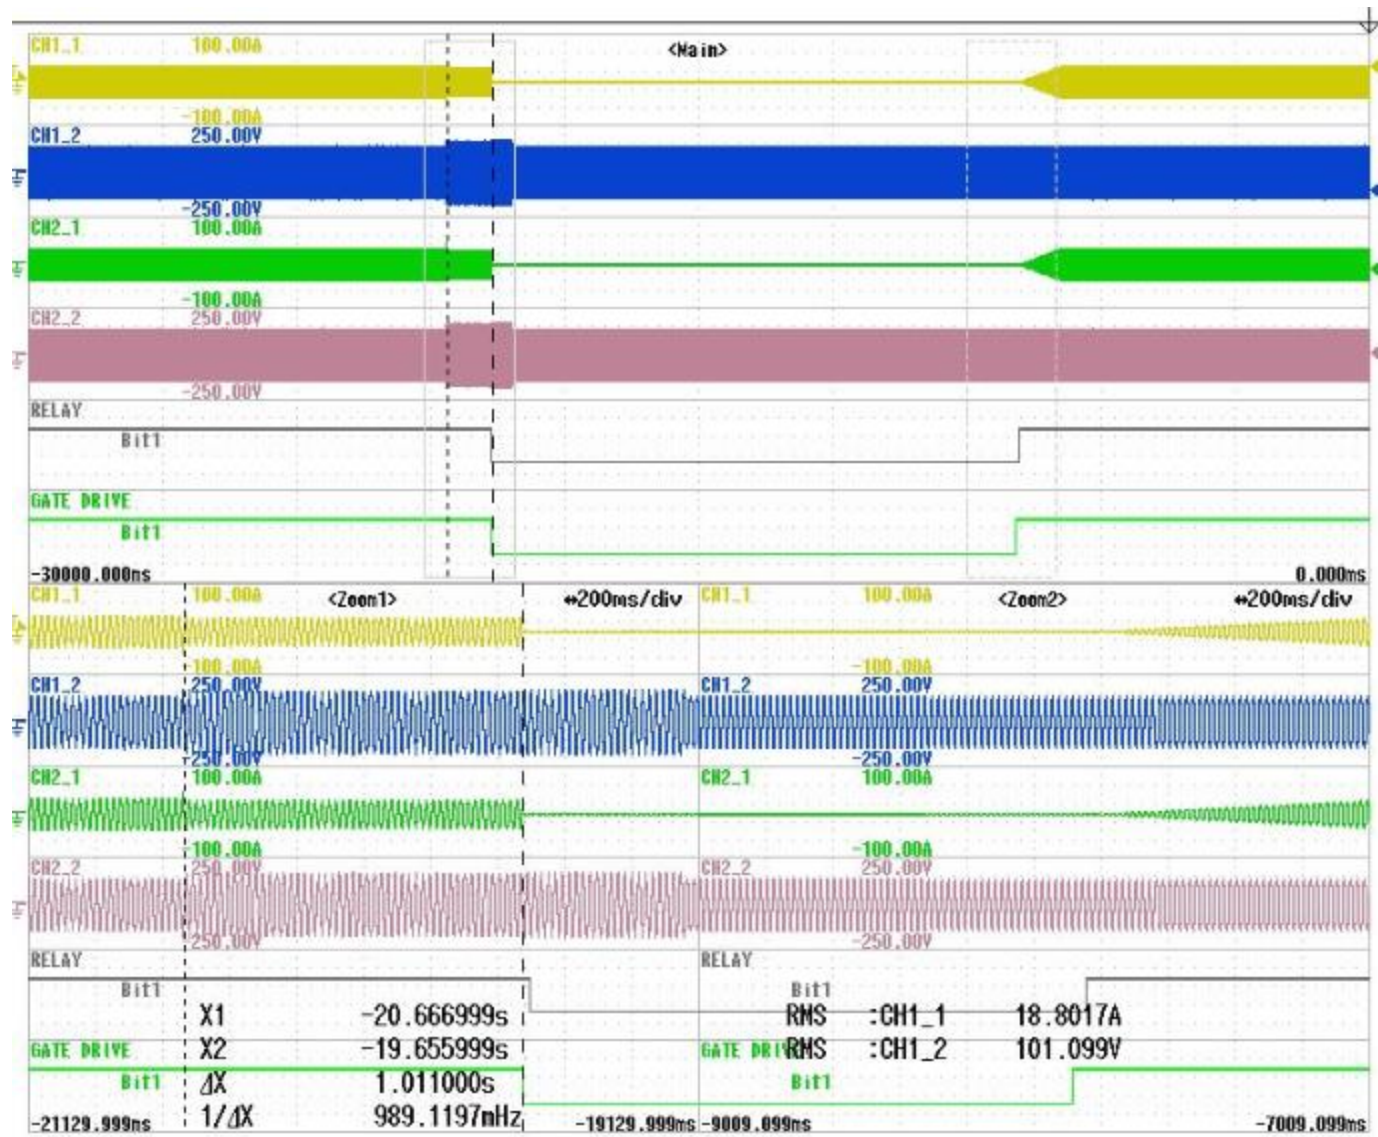 CH1_1 100.00A <Main>
-100.00A
CH1_2 250.00V
-250.00V
CH2_1 100.00A
-100.00A
CH2_2 250.00V
-250.00V
RELAY
Bit1
GATE DRIVE
Bit1
-30000.000ms 0.000ms
CH1_1 100.00A <Zoom1> ↔200ms/div CH1_1 100.00A <Zoom2> ↔200ms/div
-100.00A -100.00A
CH1_2 250.00V CH1_2 250.00V
-250.00V -250.00V
CH2_1 100.00A CH2_1 100.00A
-100.00A -100.00A
CH2_2 250.00V CH2_2 250.00V
-250.00V -250.00V
RELAY RELAY
Bit1 Bit1
X1 -20.666999s RMS :CH1_1 18.8017A
GATE DRIVE X2 -19.655999s GATE DRI RMS :CH1_2 101.099V
Bit1 ΔX 1.011000s Bit1
1/ΔX 989.1197mHz
-21129.999ms -19129.999ms -9009.099ms -7009.099ms